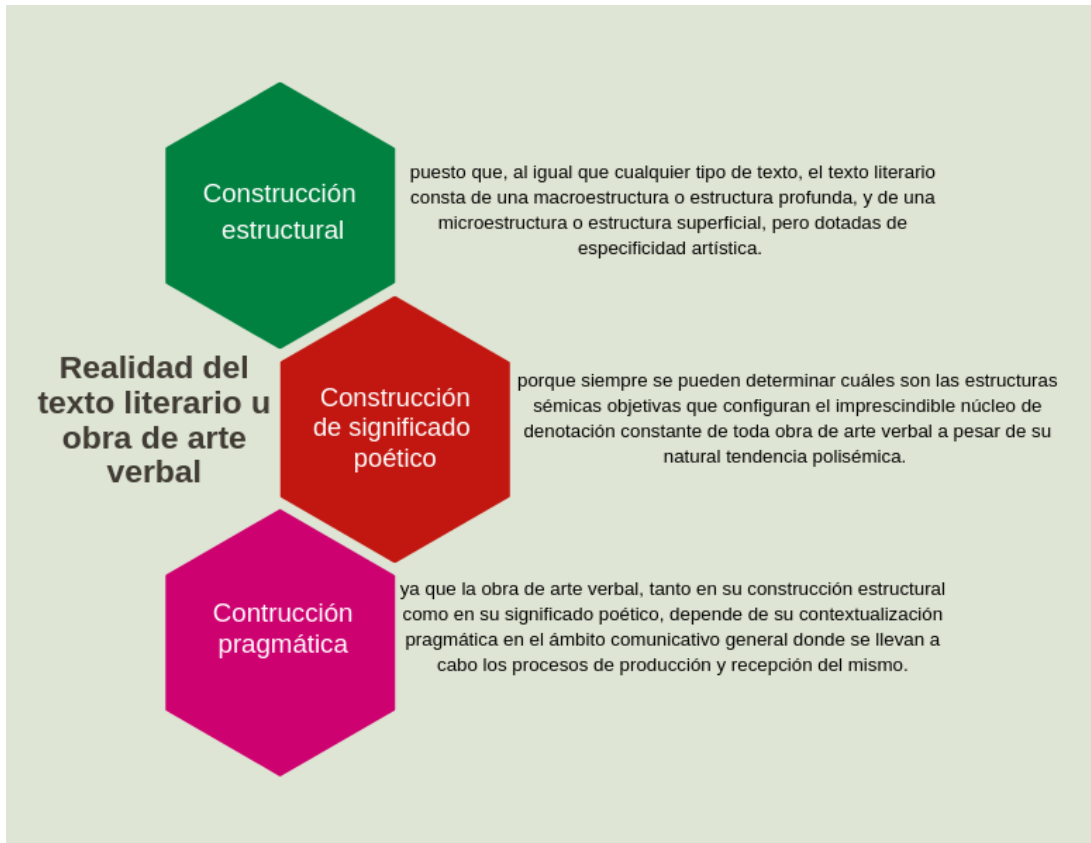 Construcción
estructural
puesto que, al igual que cualquier tipo de texto, el texto literario
consta de una macroestructura o estructura profunda, y de una
microestructura o estructura superficial, pero dotadas de
especificidad artística.
Realidad del
texto literario u
obra de arte
verbal
Construcción
de significado
poético
porque siempre se pueden determinar cuáles son las estructuras
sémicas objetivas que configuran el imprescindible núcleo de
denotación constante de toda obra de arte verbal a pesar de su
natural tendencia polisémica.
Contrucción
pragmática
ya que la obra de arte verbal, tanto en su construcción estructural
como en su significado poético, depende de su contextualización
pragmática en el ámbito comunicativo general donde se llevan a
cabo los procesos de producción y recepción del mismo.